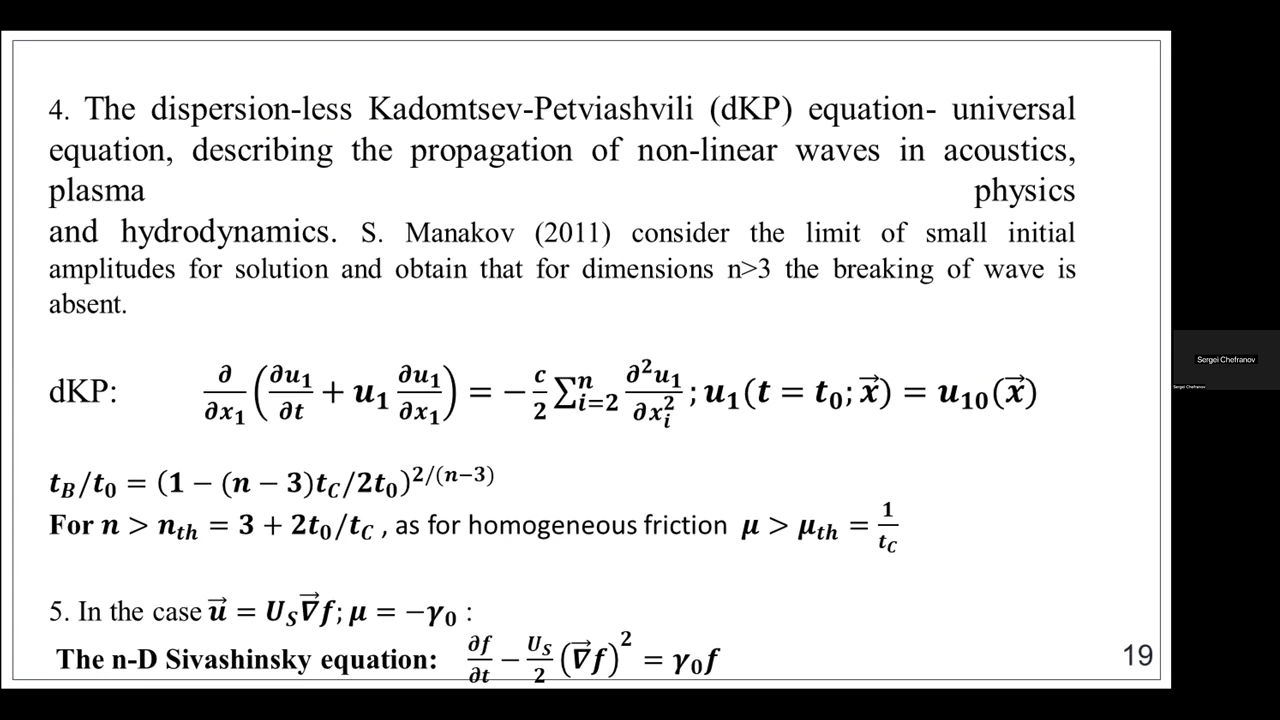 4. The dispersion-less Kadomtsev-Petviashvili (dKP) equation- universal
equation, describing the propagation of non-linear waves in acoustics,
plasma physics
and hydrodynamics. S. Manakov (2011) consider the limit of small initial
amplitudes for solution and obtain that for dimensions n>3 the breaking of wave is
absent.
dKP: ∂/∂x₁ (∂u₁/∂t + u₁ ∂u₁/∂x₁) = −c/2 ∑ⁿᵢ₌₂ ∂²u₁/∂xᵢ² ; u₁(t = t₀; x⃗) = u₁₀(x⃗)
t_B/t₀ = (1 − (n − 3)t_C/2t₀)^{2/(n−3)}
For n > n_th = 3 + 2t₀/t_C , as for homogeneous friction μ > μ_th = 1/t_C
5. In the case u⃗ = U_S ∇⃗f; μ = −γ₀ :
The n-D Sivashinsky equation: ∂f/∂t − U_S/2 (∇⃗f)² = γ₀f
19
Sergei Chefranov
Sergei Chefranov